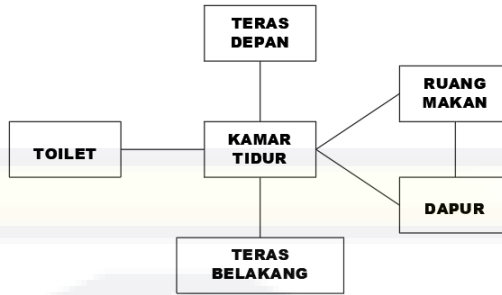 TERAS
DEPAN
RUANG
MAKAN
TOILET
KAMAR
TIDUR
DAPUR
TERAS
BELAKANG